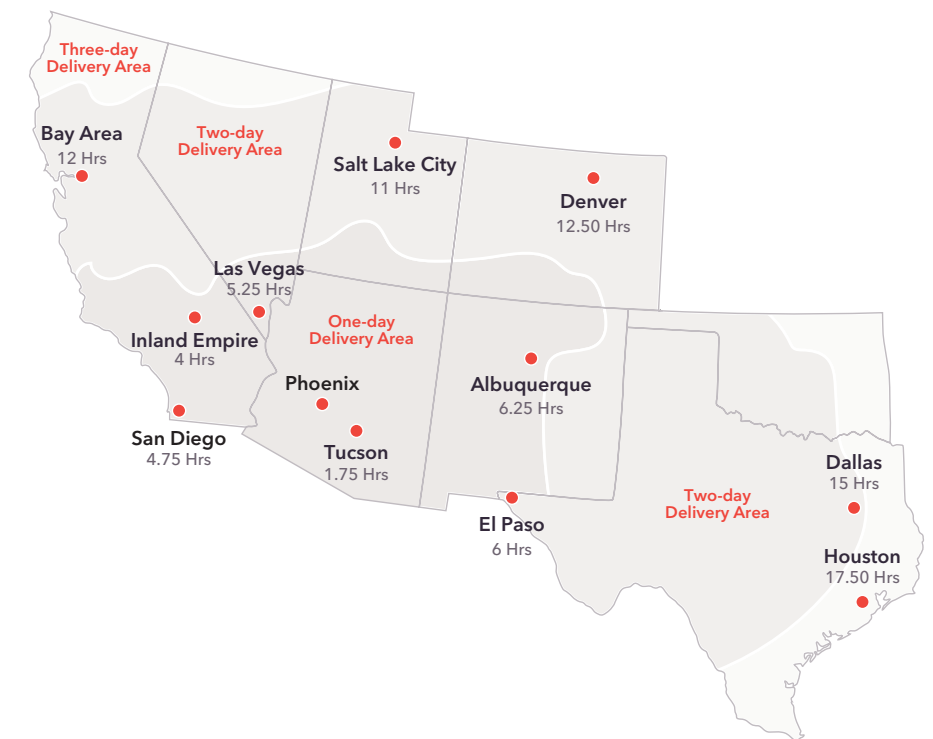 Three-day
Delivery Area
Bay Area
12 Hrs
Two-day
Delivery Area
Salt Lake City
11 Hrs
Denver
12.50 Hrs
Las Vegas
5.25 Hrs
Inland Empire
4 Hrs
One-day
Delivery Area
Phoenix
Albuquerque
6.25 Hrs
San Diego
4.75 Hrs
Tucson
1.75 Hrs
El Paso
6 Hrs
Two-day
Delivery Area
Dallas
15 Hrs
Houston
17.50 Hrs